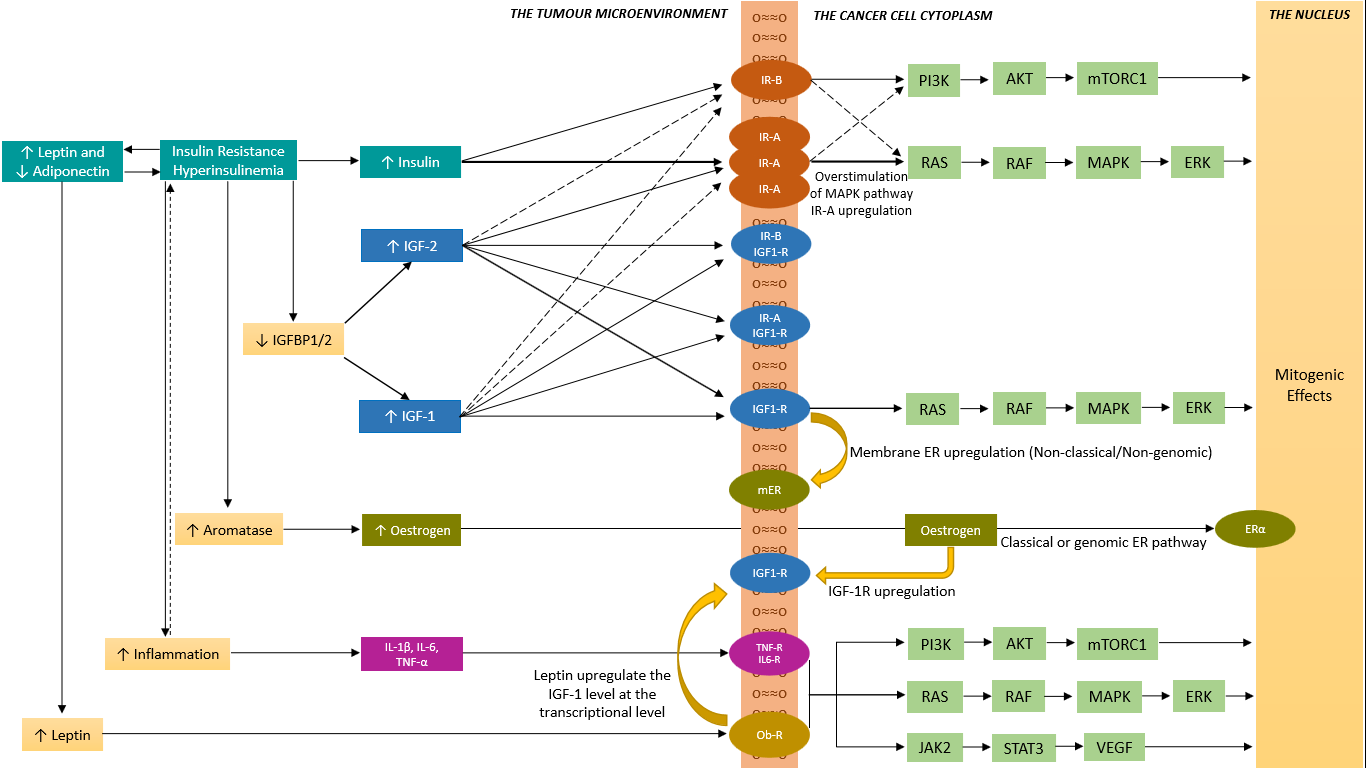 THE TUMOUR MICROENVIRONMENT
THE CANCER CELL CYTOPLASM
THE NUCLEUS
O≈≈O
O≈≈O
O≈≈O
IR-B
PI3K
AKT
mTORC1
O≈≈O
O≈≈O
IR-A
↑ Leptin and
↓ Adiponectin
Insulin Resistance
Hyperinsulinemia
↑ Insulin
IR-A
RAS
RAF
MAPK
ERK
IR-A
Overstimulation
of MAPK pathway
IR-A upregulation
O≈≈O
↑ IGF-2
IR-B
IGF1-R
O≈≈O
O≈≈O
O≈≈O
IR-A
IGF1-R
↓ IGFBP1/2
O≈≈O
O≈≈O
O≈≈O
Mitogenic
Effects
↑ IGF-1
IGF1-R
RAS
RAF
MAPK
ERK
O≈≈O
O≈≈O
O≈≈O
Membrane ER upregulation (Non-classical/Non-genomic)
mER
O≈≈O
↑ Aromatase
↑ Oestrogen
O≈≈O
Oestrogen
ERα
Classical or genomic ER pathway
O≈≈O
IGF1-R
IGF-1R upregulation
O≈≈O
O≈≈O
O≈≈O
↑ Inflammation
IL-1β, IL-6,
TNF-α
TNF-R
IL6-R
PI3K
AKT
mTORC1
O≈≈O
Leptin upregulate the
IGF-1 level at the
transcriptional level
O≈≈O
RAS
RAF
MAPK
ERK
O≈≈O
↑ Leptin
Ob-R
JAK2
STAT3
VEGF
O≈≈O